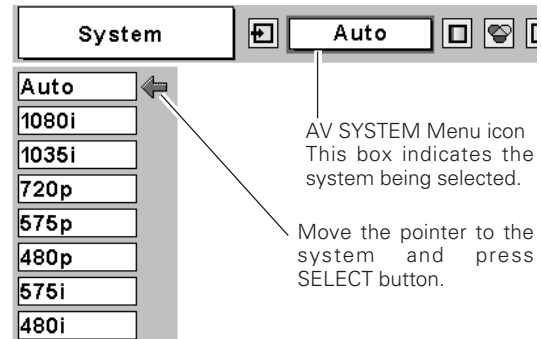 System
Auto
Auto
1080i
1035i
720p
575p
480p
575i
480i
AV SYSTEM Menu icon
This box indicates the
system being selected.
Move the pointer to the
system and press
SELECT button.